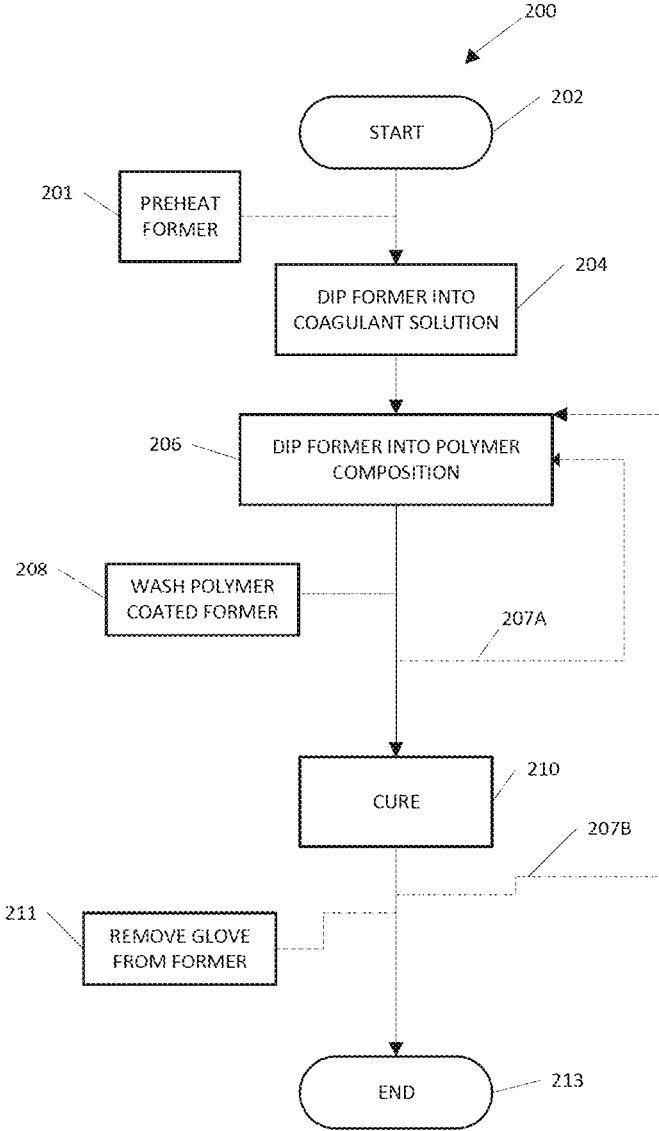 200
202
START
201
PREHEAT
FORMER
204
DIP FORMER INTO
COAGULANT SOLUTION
206
DIP FORMER INTO POLYMER
COMPOSITION
208
WASH POLYMER
COATED FORMER
207A
210
CURE
207B
211
REMOVE GLOVE
FROM FORMER
END
213